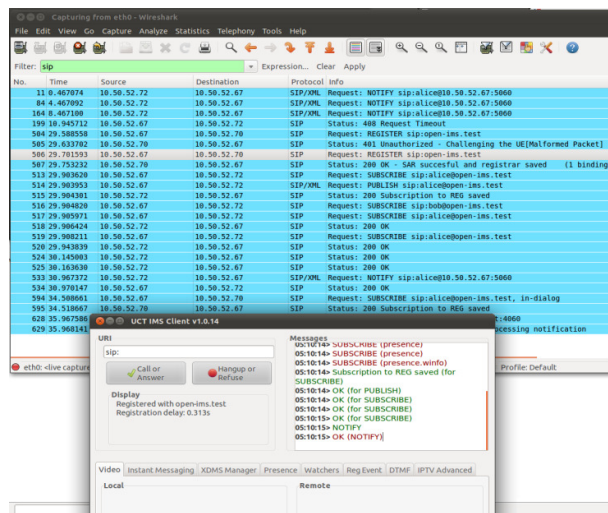 Capturing from eth0 - Wireshark
File Edit View Go Capture Analyze Statistics Telephony Tools Help
Filter: sip Expression... Clear Apply
No. Time Source Destination Protocol Info
11 0.467074 10.50.52.72 10.50.52.67 SIP/XML Request: NOTIFY sip:alice@10.50.52.67:5060
84 4.467092 10.50.52.72 10.50.52.67 SIP/XML Request: NOTIFY sip:alice@10.50.52.67:5060
164 8.467100 10.50.52.72 10.50.52.67 SIP/XML Request: NOTIFY sip:alice@10.50.52.67:5060
199 10.945712 10.50.52.72 10.50.52.67 SIP Status: 408 Request Timeout
504 29.588558 10.50.52.67 10.50.52.70 SIP Request: REGISTER sip:open-ims.test
505 29.633702 10.50.52.70 10.50.52.67 SIP Status: 401 Unauthorized - Challenging the UE[Malformed Packet]
506 29.701593 10.50.52.67 10.50.52.70 SIP Request: REGISTER sip:open-ims.test
507 29.753232 10.50.52.70 10.50.52.67 SIP Status: 200 OK - SAR succesful and registrar saved (1 binding
513 29.903620 10.50.52.67 10.50.52.72 SIP Request: SUBSCRIBE sip:alice@open-ims.test
514 29.903953 10.50.52.67 10.50.52.72 SIP/XML Request: PUBLISH sip:alice@open-ims.test
515 29.904301 10.50.52.70 10.50.52.67 SIP Status: 200 Subscription to REG saved
516 29.904820 10.50.52.67 10.50.52.72 SIP Request: SUBSCRIBE sip:bob@open-ims.test
517 29.905971 10.50.52.67 10.50.52.72 SIP Request: SUBSCRIBE sip:alice@open-ims.test
518 29.906424 10.50.52.72 10.50.52.67 SIP Status: 200 OK
519 29.908211 10.50.52.67 10.50.52.72 SIP Request: SUBSCRIBE sip:alice@open-ims.test
520 29.943839 10.50.52.72 10.50.52.67 SIP Status: 200 OK
524 30.145003 10.50.52.72 10.50.52.67 SIP Status: 200 OK
525 30.163630 10.50.52.72 10.50.52.67 SIP Status: 200 OK
533 30.967372 10.50.52.72 10.50.52.67 SIP/XML Request: NOTIFY sip:alice@10.50.52.67:5060
534 30.970147 10.50.52.67 10.50.52.72 SIP Status: 200 OK
594 34.508661 10.50.52.67 10.50.52.70 SIP Request: SUBSCRIBE sip:alice@open-ims.test, in-dialog
595 34.518667 10.50.52.70 10.50.52.67 SIP Status: 200 Subscription to REG saved
628 35.967586 t:4060
629 35.968141 ocessing notification
eth0: <live capture Profile: Default
UCT IMS Client v1.0.14
URI
sip:
Call or Answer
Hangup or Refuse
Display
Registered with open-ims.test
Registration delay: 0.313s
Messages
05:10:14> SUBSCRIBE (presence)
05:10:14> SUBSCRIBE (presence.winfo)
05:10:14> Subscription to REG saved (for
SUBSCRIBE)
05:10:14> OK (for PUBLISH)
05:10:14> OK (for SUBSCRIBE)
05:10:14> OK (for SUBSCRIBE)
05:10:14> OK (for SUBSCRIBE)
05:10:15> NOTIFY
05:10:15> OK (NOTIFY)
Video Instant Messaging XDMS Manager Presence Watchers Reg Event DTMF IPTV Advanced
Local Remote